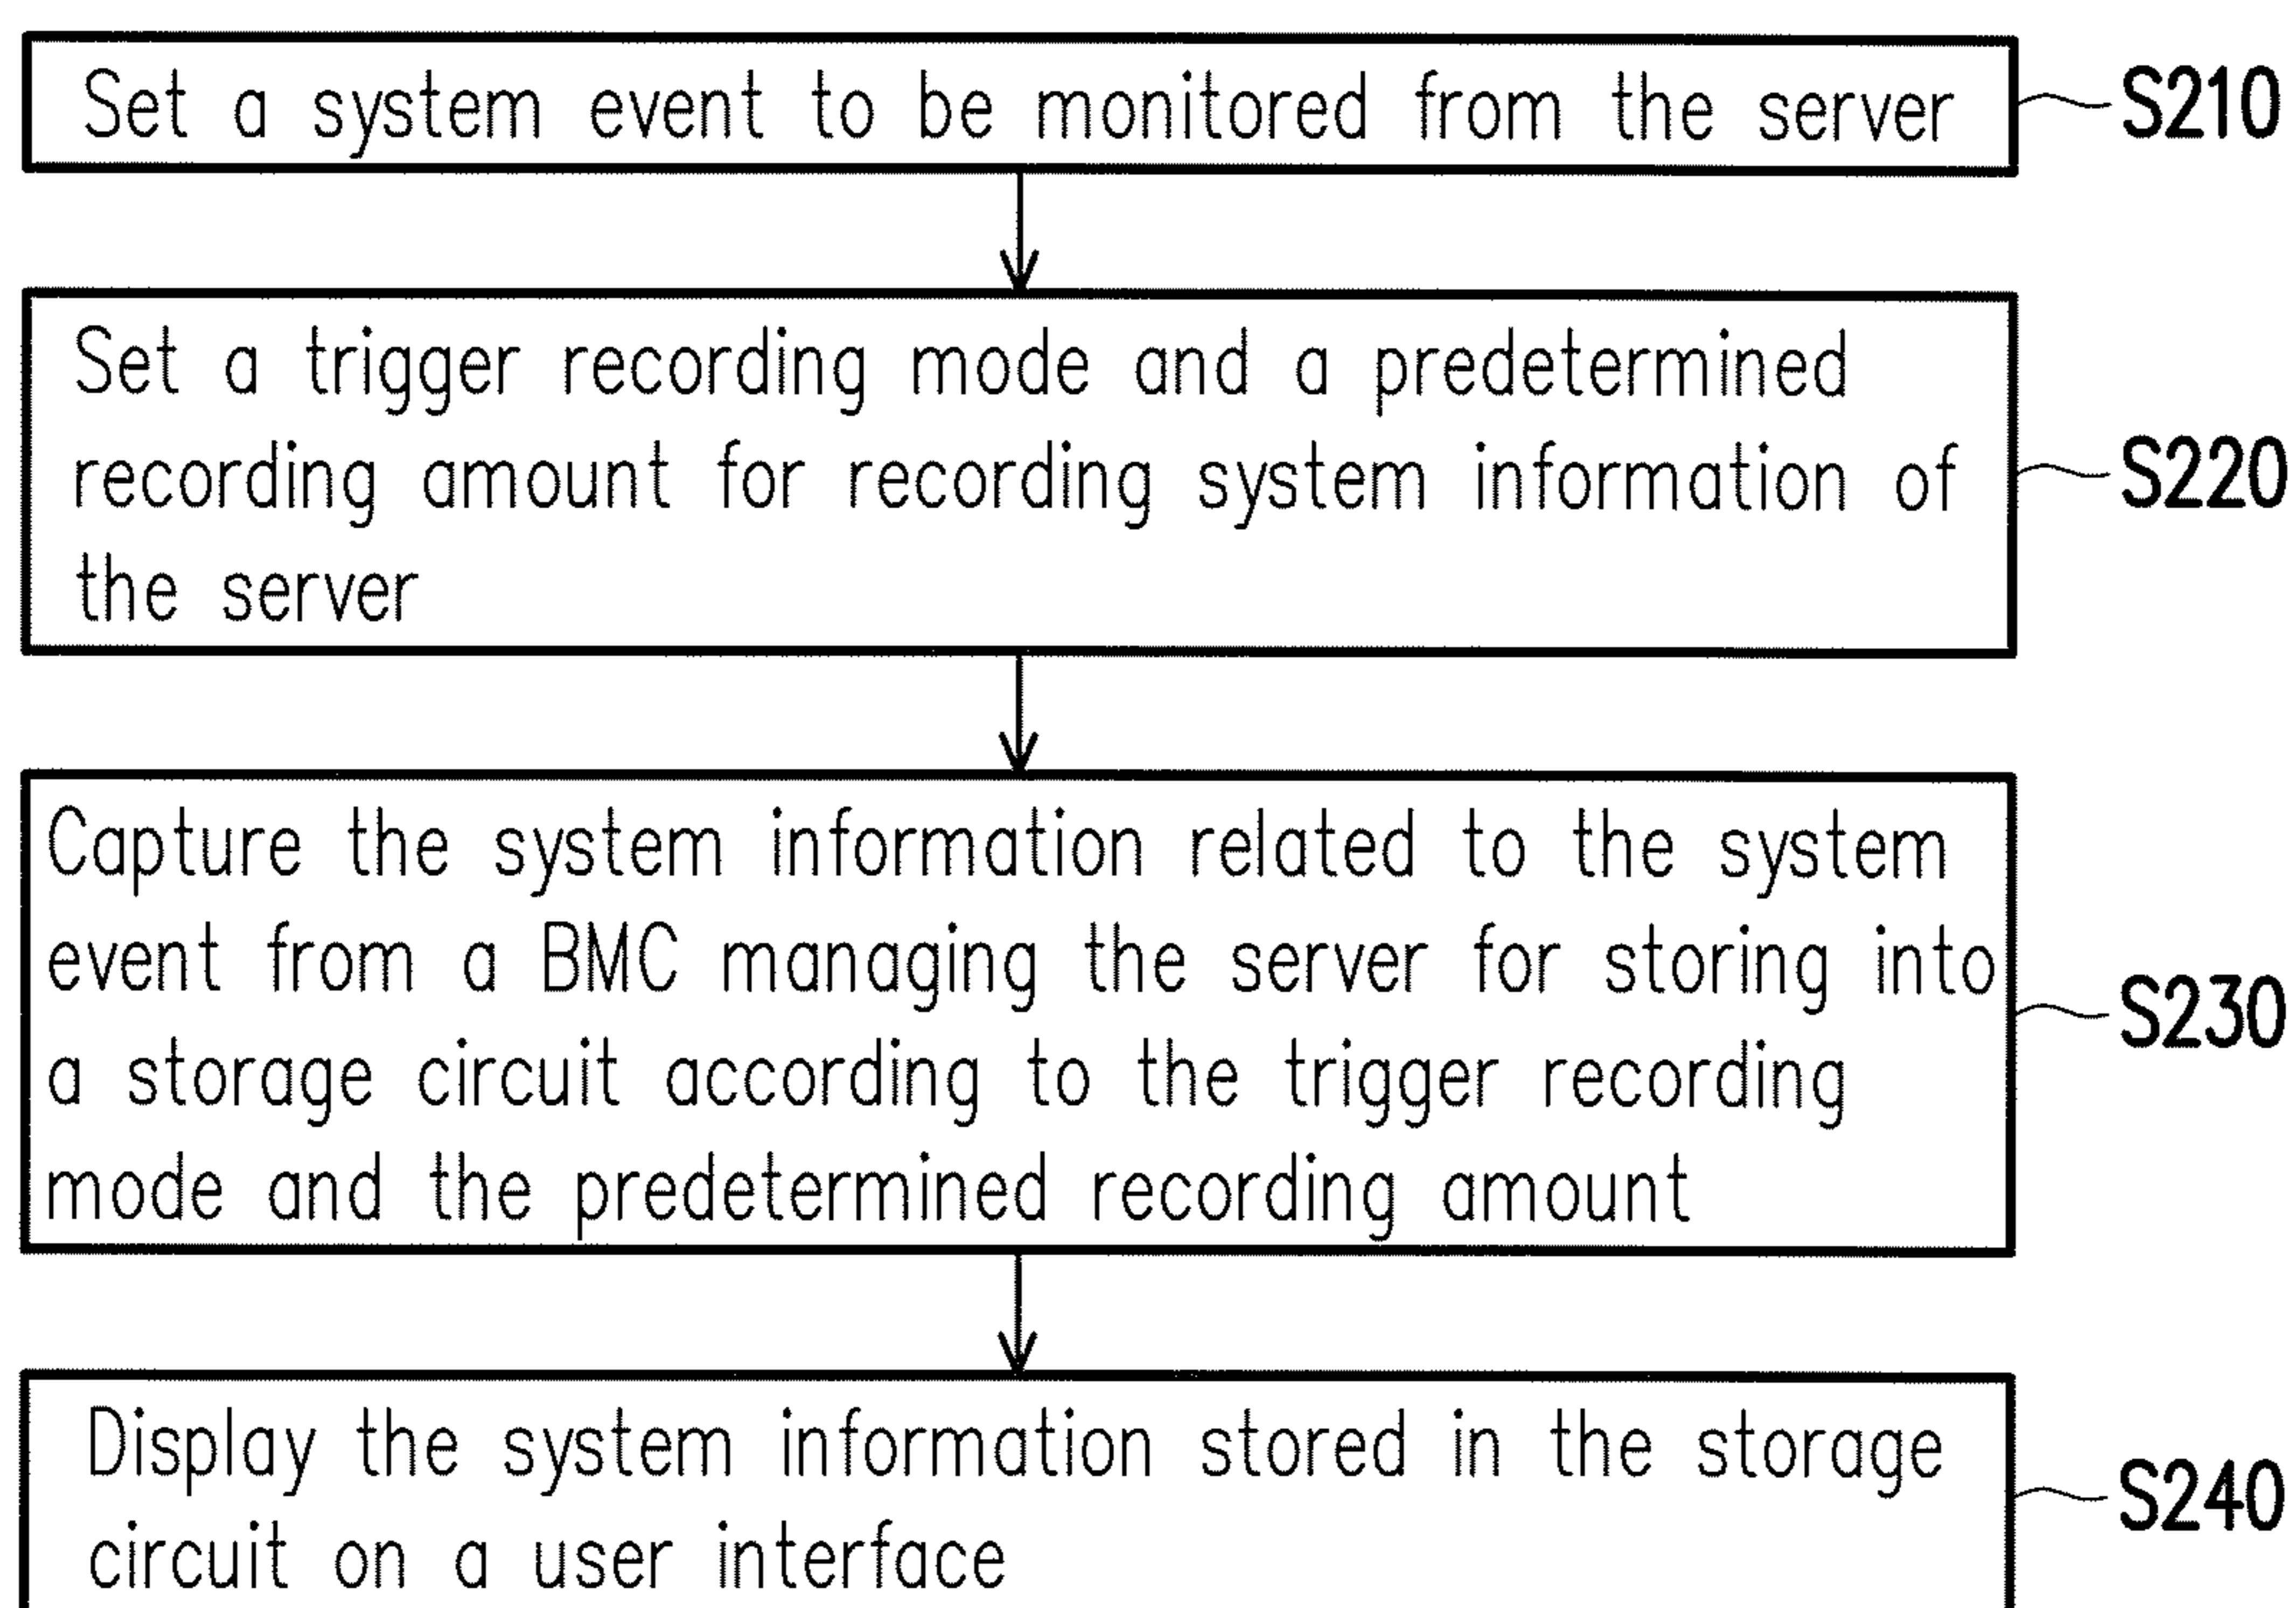 Set a system event to be monitored from the server
S210
Set a trigger recording mode and a predetermined
recording amount for recording system information of
the server
S220
Capture the system information related to the system
event from a BMC managing the server for storing into
a storage circuit according to the trigger recording
mode and the predetermined recording amount
S230
Display the system information stored in the storage
circuit on a user interface
S240